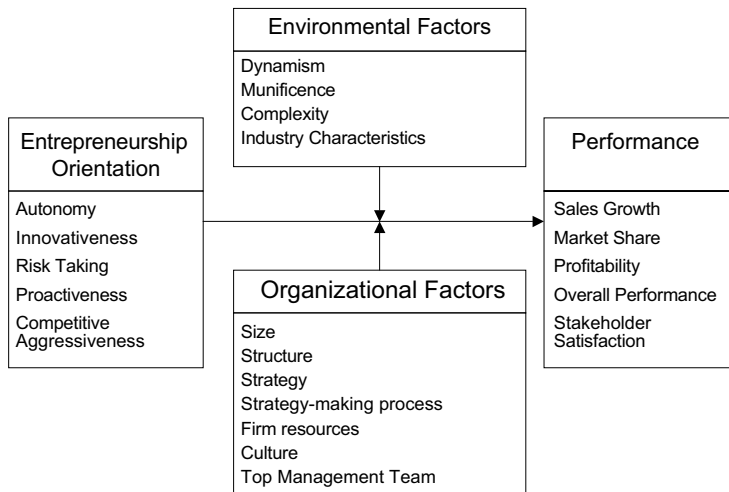 Environmental Factors
Dynamism
Munificence
Complexity
Industry Characteristics
Entrepreneurship
Orientation
Autonomy
Innovativeness
Risk Taking
Proactiveness
Competitive
Aggressiveness
Performance
Sales Growth
Market Share
Profitability
Overall Performance
Stakeholder
Satisfaction
Organizational Factors
Size
Structure
Strategy
Strategy-making process
Firm resources
Culture
Top Management Team